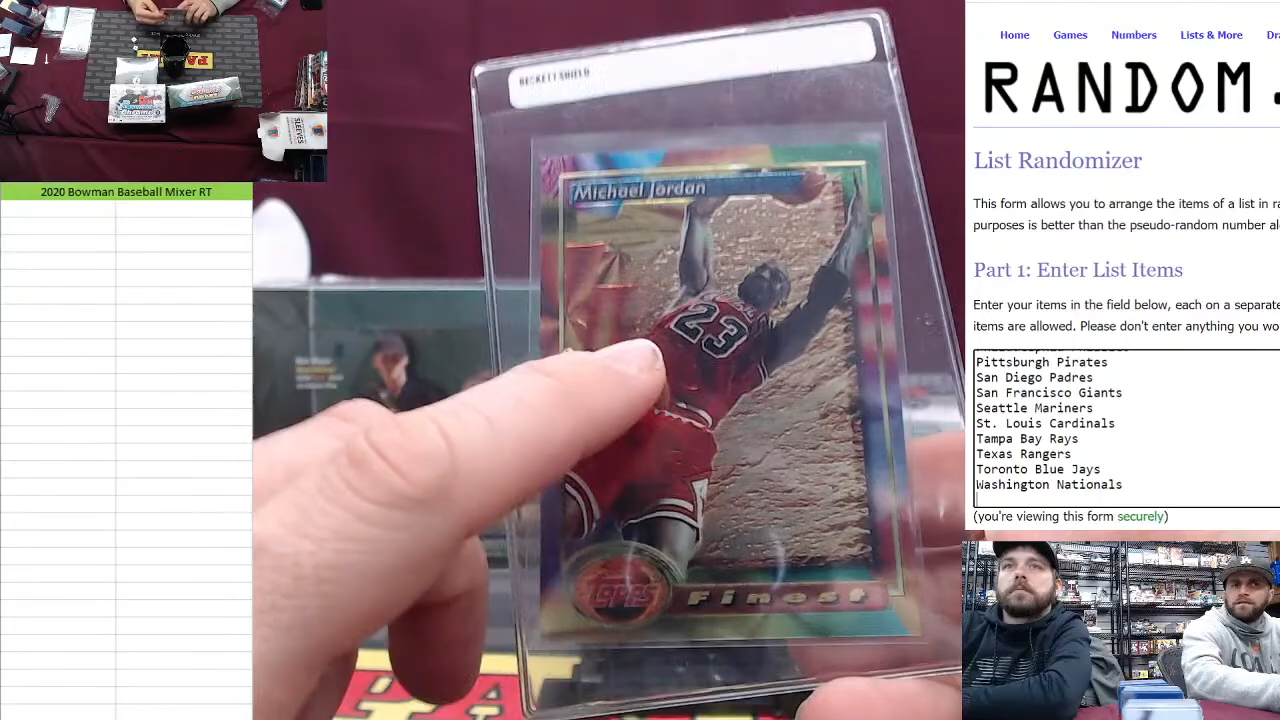 2020 Bowman Baseball Mixer RT
BECKETT SHIELD
Michael Jordan
23
TOPPS Finest
SLEEVES
Home Games Numbers Lists & More
RANDOM
List Randomizer
This form allows you to arrange the items of a list in
purposes is better than the pseudo-random number
Part 1: Enter List Items
Enter your items in the field below, each on a
items are allowed. Please don't enter anything you
Pittsburgh Pirates
San Diego Padres
San Francisco Giants
Seattle Mariners
St. Louis Cardinals
Tampa Bay Rays
Texas Rangers
Toronto Blue Jays
Washington Nationals
(you're viewing this form securely)